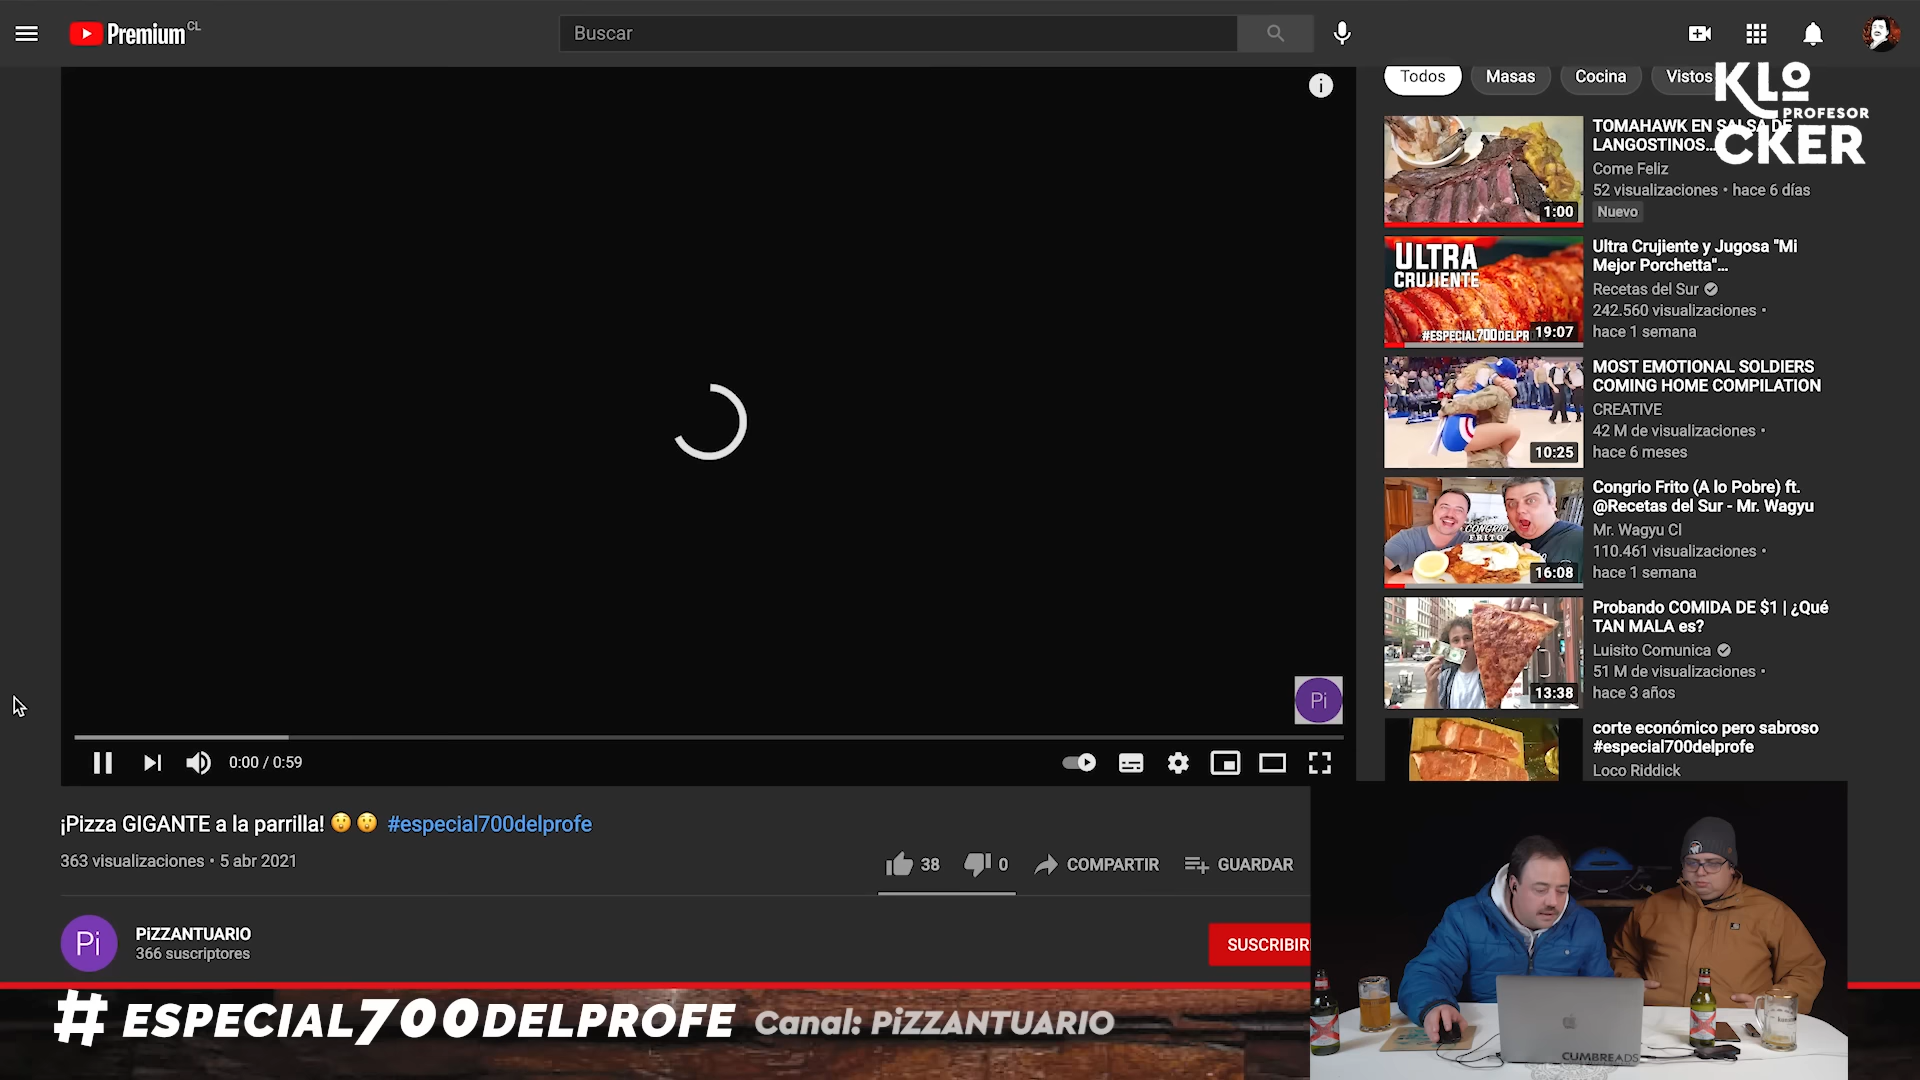 Premium CL
Buscar
Todos
Masas
Cocina
Vistos
KLO
PROFESOR
CKER
TOMAHAWK EN SALSA DE
LANGOSTINOS...
Come Feliz
52 visualizaciones • hace 6 días
Nuevo
1:00
ULTRA
CRUJIENTE
#ESPECIAL700DELPR
19:07
Ultra Crujiente y Jugosa "Mi
Mejor Porchetta"...
Recetas del Sur
242.560 visualizaciones •
hace 1 semana
10:25
MOST EMOTIONAL SOLDIERS
COMING HOME COMPILATION
CREATIVE
42 M de visualizaciones •
hace 6 meses
CONGRIO
FRITO
16:08
Congrio Frito (A lo Pobre) ft.
@Recetas del Sur - Mr. Wagyu
Mr. Wagyu Cl
110.461 visualizaciones •
hace 1 semana
13:38
Probando COMIDA DE $1 | ¿Qué
TAN MALA es?
Luisito Comunica
51 M de visualizaciones •
hace 3 años
corte económico pero sabroso
#especial700delprofe
Loco Riddick
Pi
0:00 / 0:59
¡Pizza GIGANTE a la parrilla! #especial700delprofe
363 visualizaciones • 5 abr 2021
38
0
COMPARTIR
GUARDAR
Pi
PiZZANTUARIO
366 suscriptores
SUSCRIBIR
#ESPECIAL700DELPROFE Canal: PiZZANTUARIO
CUMBREADS